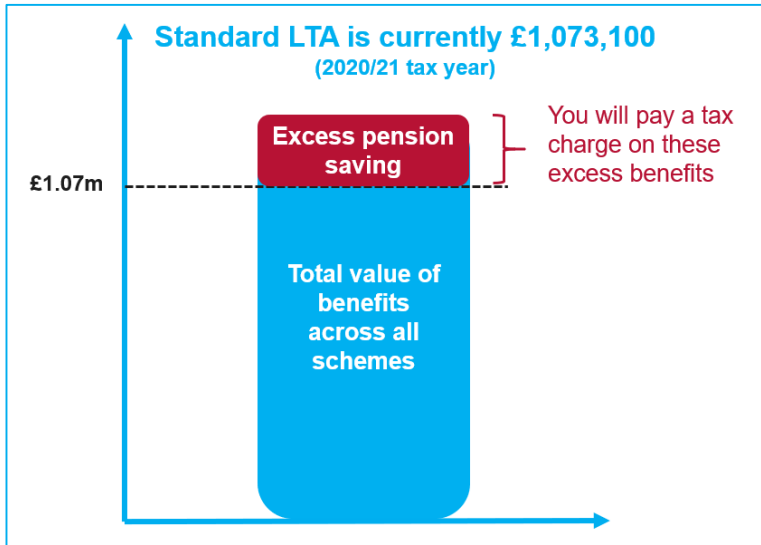 Standard LTA is currently £1,073,100
(2020/21 tax year)
Excess pension
saving
You will pay a tax
charge on these
excess benefits
£1.07m
Total value of
benefits
across all
schemes